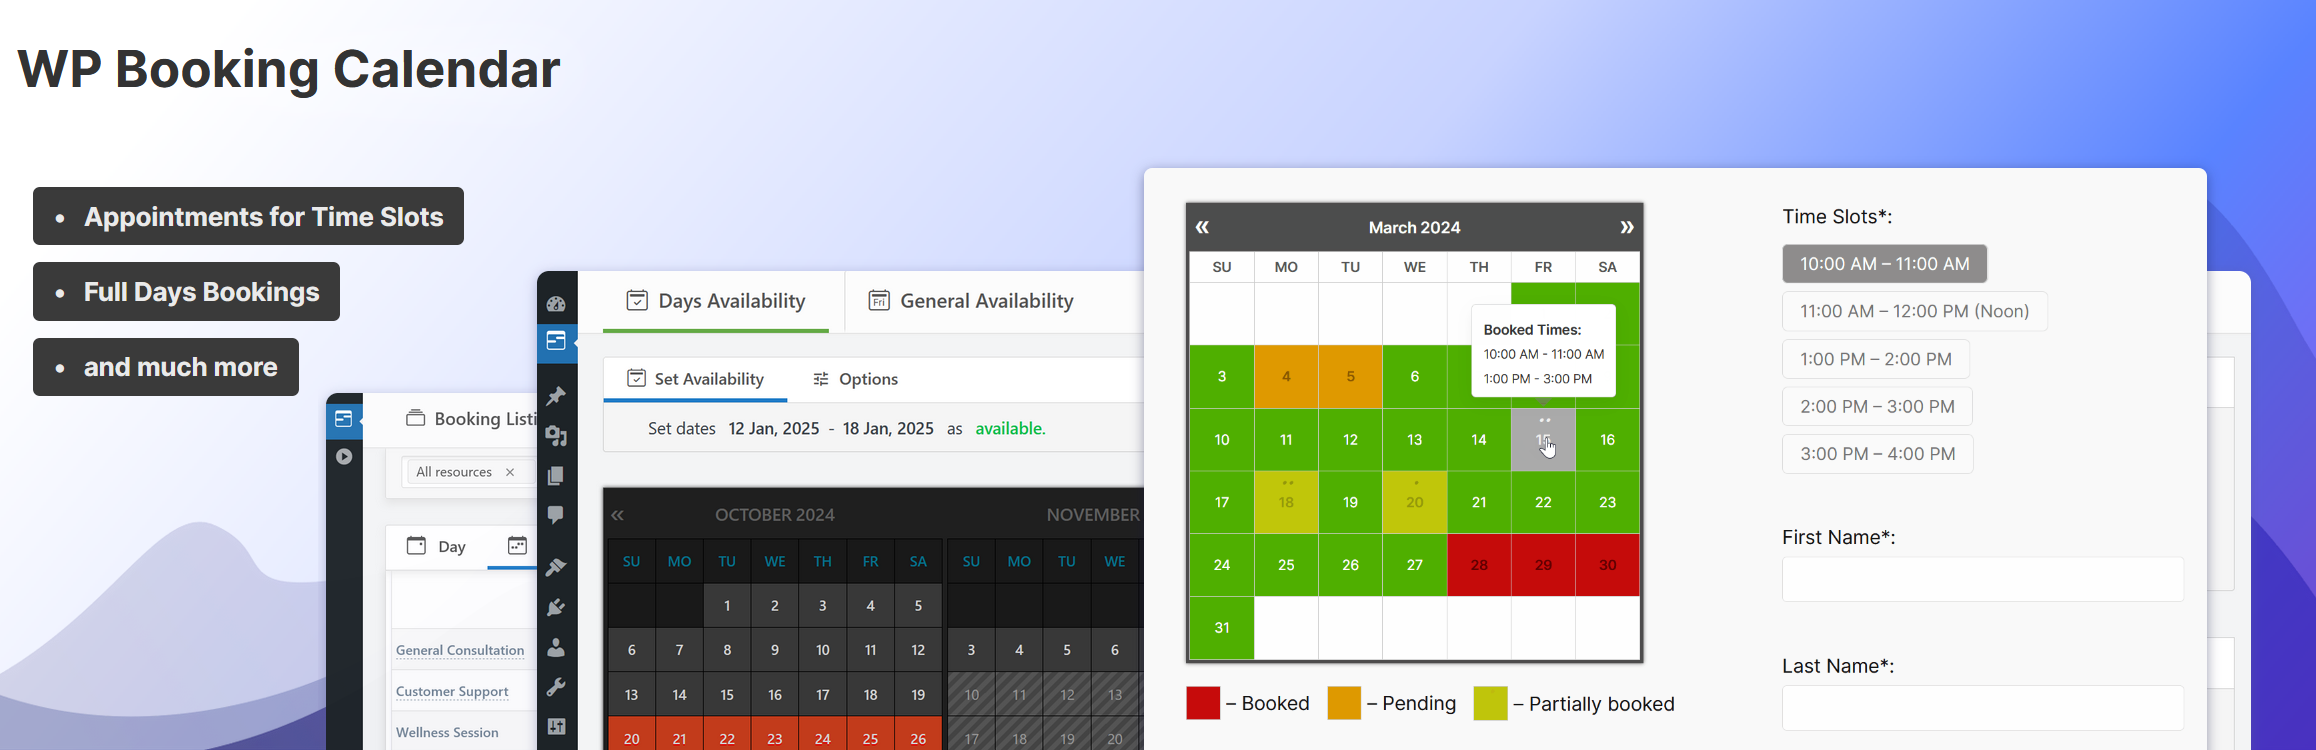 WP Booking Calendar
• Appointments for Time Slots
• Full Days Bookings
• and much more
Booking Listi
All resources ×
Day
General Consultation
Customer Support
Wellness Session
Days Availability
Fri General Availability
Set Availability
Options
Set dates 12 Jan, 2025 - 18 Jan, 2025 as available.
« OCTOBER 2024 NOVEMBER
SU MO TU WE TH FR SA SU MO TU WE
1 2 3 4 5
6 7 8 9 10 11 12 3 4 5 6
13 14 15 16 17 18 19 10 11 12 13
20 21 22 23 24 25 26 17 18 19 20
« March 2024 »
SU MO TU WE TH FR SA
Booked Times:
10:00 AM - 11:00 AM
1:00 PM - 3:00 PM
3 4 5 6
10 11 12 13 14 15 16
17 18 19 20 21 22 23
24 25 26 27 28 29 30
31
– Booked – Pending – Partially booked
Time Slots*:
10:00 AM – 11:00 AM
11:00 AM – 12:00 PM (Noon)
1:00 PM – 2:00 PM
2:00 PM – 3:00 PM
3:00 PM – 4:00 PM
First Name*:
Last Name*: